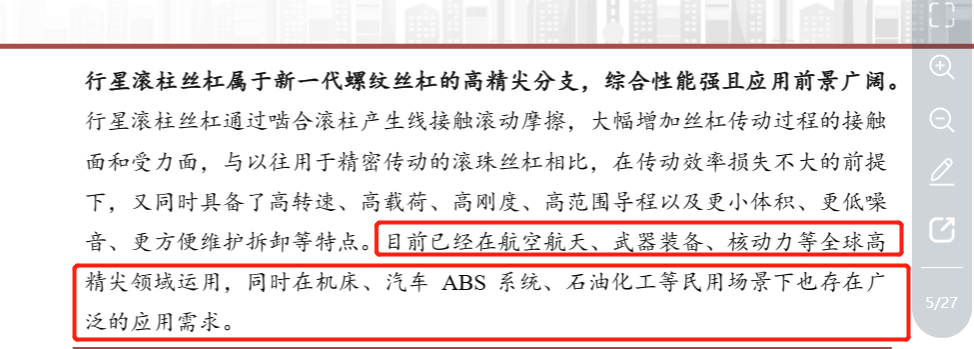 行星滚柱丝杠属于新一代螺纹丝杠的高精尖分支，综合性能强且应用前景广阔。
行星滚柱丝杠通过啮合滚柱产生线接触滚动摩擦，大幅增加丝杠传动过程的接触
面和受力面，与以往用于精密传动的滚珠丝杠相比，在传动效率损失不大的前提
下，又同时具备了高转速、高载荷、高刚度、高范围导程以及更小体积、更低噪
音、更方便维护拆卸等特点。目前已经在航空航天、武器装备、核动力等全球高
精尖领域运用，同时在机床、汽车 ABS 系统、石油化工等民用场景下也存在广
泛的应用需求。
5/27